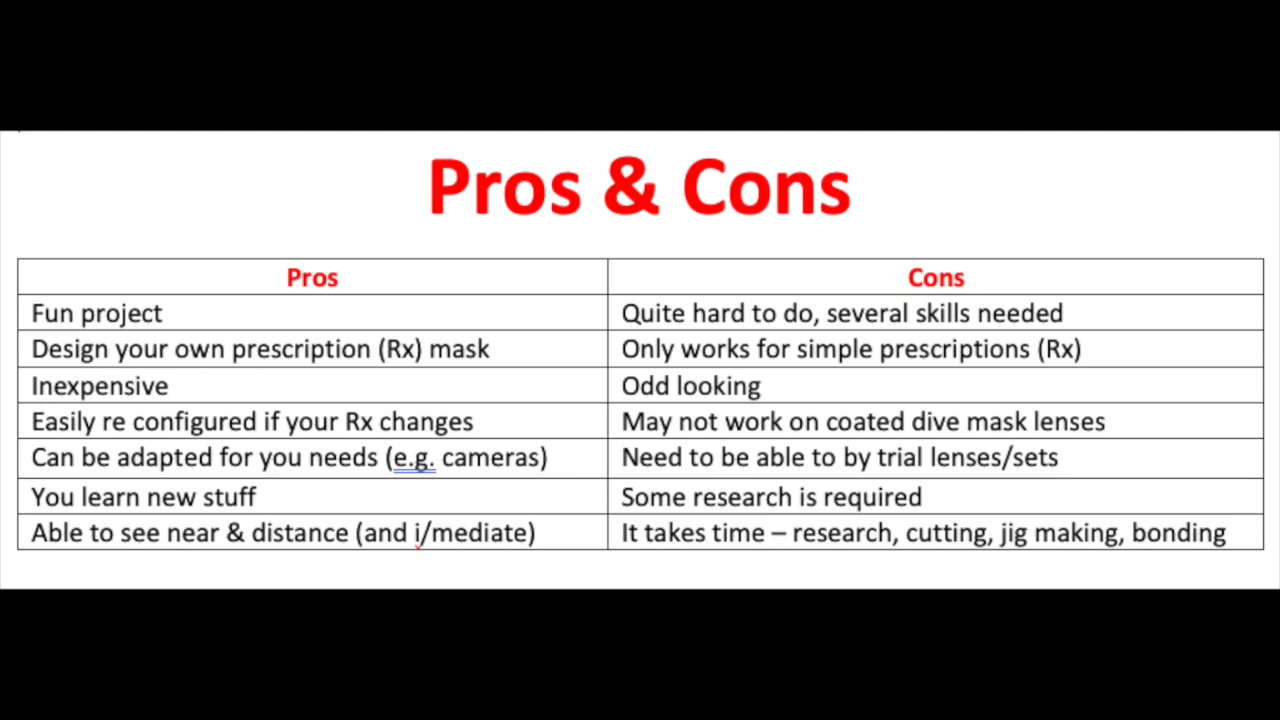 Pros & Cons
Pros Cons
Fun project Quite hard to do, several skills needed
Design your own prescription (Rx) mask Only works for simple prescriptions (Rx)
Inexpensive Odd looking
Easily re configured if your Rx changes May not work on coated dive mask lenses
Can be adapted for you needs (e.g. cameras) Need to be able to by trial lenses/sets
You learn new stuff Some research is required
Able to see near & distance (and i/mediate) It takes time – research, cutting, jig making, bonding